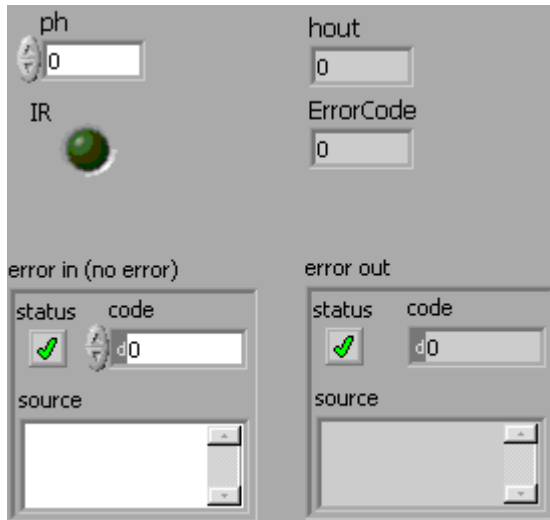 ph
hout
0
0
IR
ErrorCode
0
error in (no error)
error out
status code
status code
d0
d0
source
source